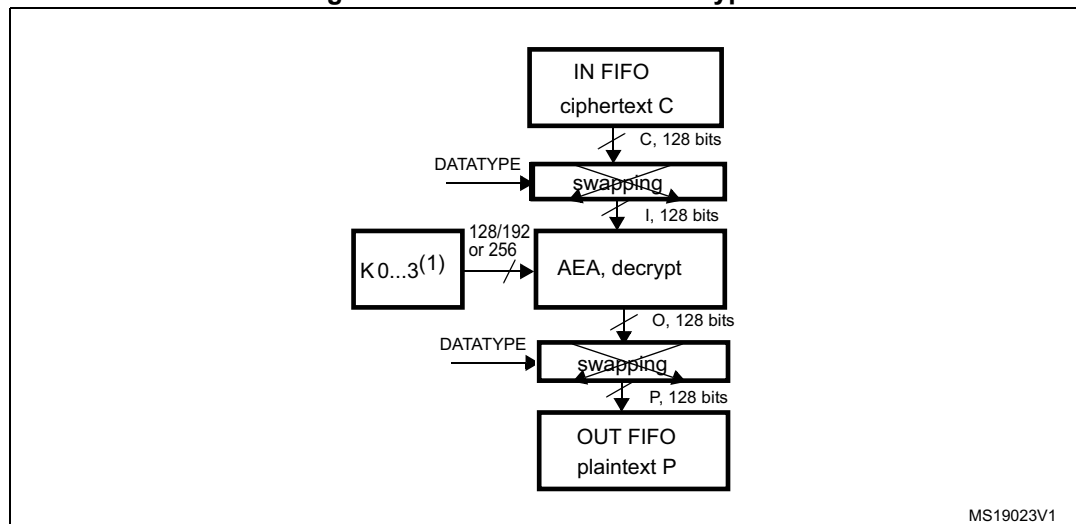 IN FIFO
ciphertext C
C, 128 bits
DATATYPE
swapping
I, 128 bits
128/192
or 256
K 0...3(1)
AEA, decrypt
O, 128 bits
DATATYPE
swapping
P, 128 bits
OUT FIFO
plaintext P
MS19023V1